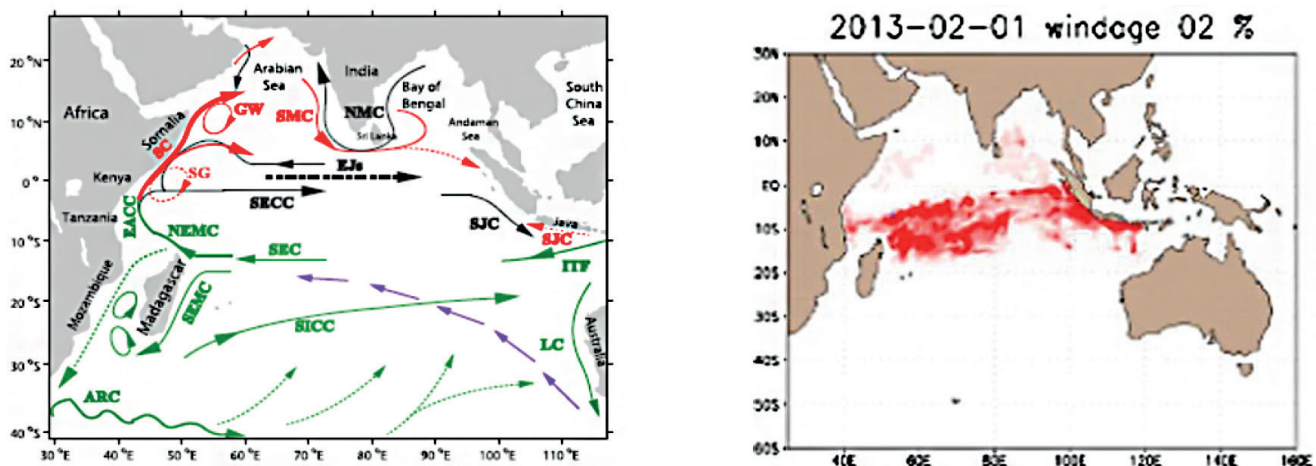 20°N
10°N
0°
10°S
20°S
30°S
40°S
30°E
40°E
50°E
60°E
70°E
80°E
90°E
100°E
110°E
Africa
Arabian
Sea
India
Bay of
Bengal
South
China
Sea
Andaman
Sea
Sri Lanka
Somalia
Kenya
Tanzania
Mozambique
Madagascar
Java
Australia
GW
SC
SMC
NMC
SG
EJs
SECC
EACC
NEMC
SEC
SJC
SJC
ITF
SEMC
SICC
LC
ARC
2013-02-01 windage 02 %
30N
20N
10N
EQ
10S
20S
30S
40S
50S
60S
40E
60E
80E
100E
120E
140E
160E